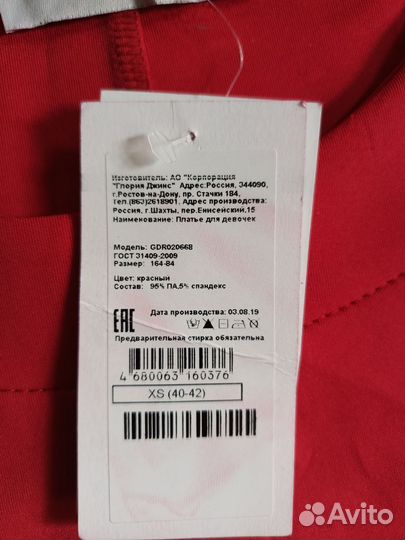 Изготовитель: АО "Корпорация
"Глория Джинс"  Адрес:Россия, 344090,
г.Ростов-на-Дону, пр. Стачки 184,
Тел.(863)2618901, Адрес производства:
Россия, г.Шахты, пер.Енисейский,15
Наименование: Платье для девочек
Модель: GDR020668
ГОСТ 31409-2009
Размер: 164-84
Цвет: красный
Состав: 95% ПА,5% спандекс
EAC
Дата производства: 03.08.19
Предварительная стирка обязательна
4 680063 160376
XS (40-42)
Avito